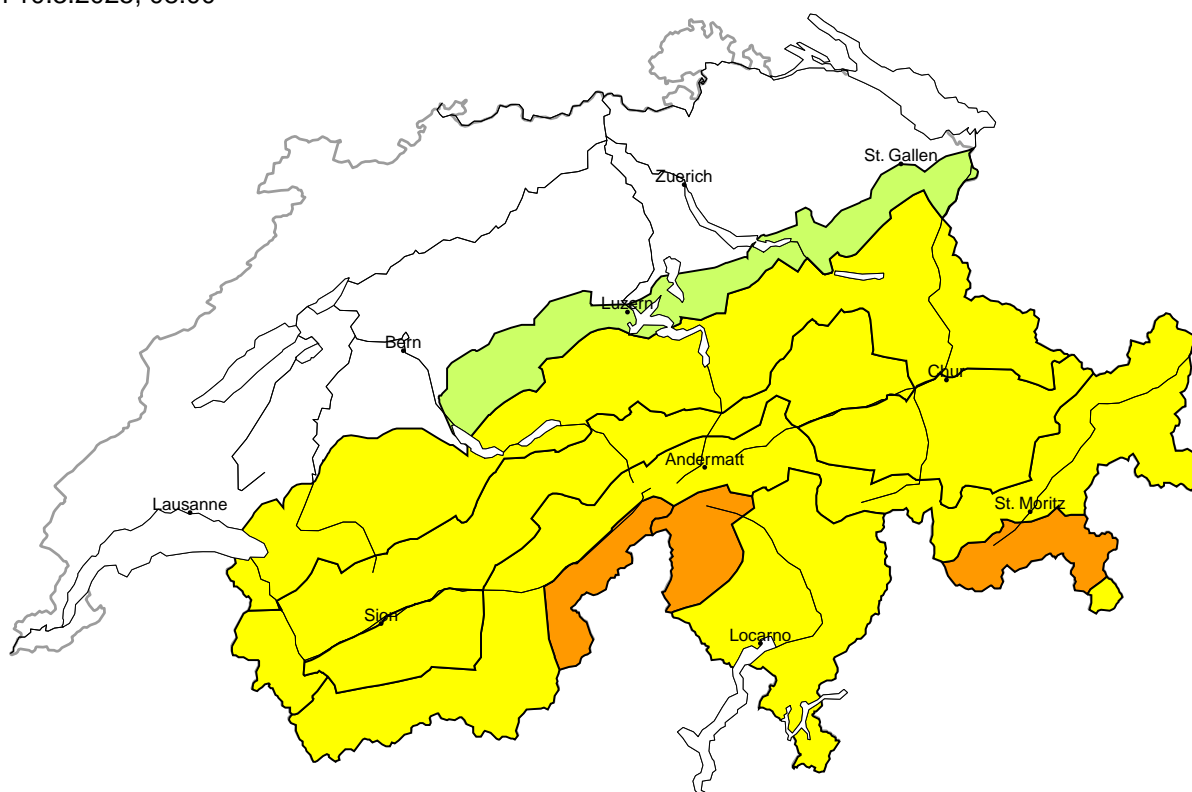 St. Gallen
Zuerich
Luzern
Bern
Chur
Andermatt
Lausanne
St. Moritz
Sion
Locarno